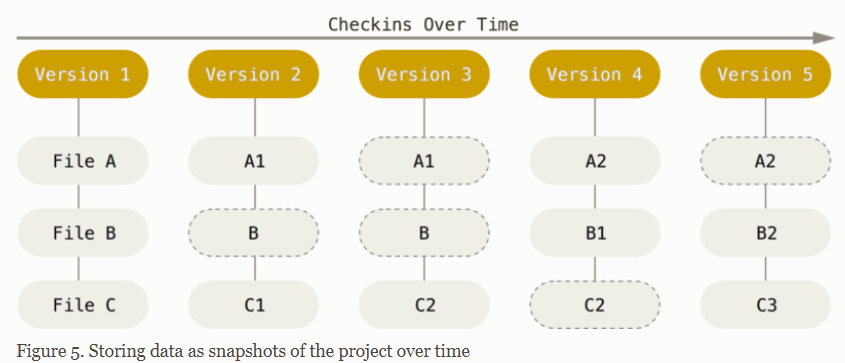 Checkins Over Time
Version 1 Version 2 Version 3 Version 4 Version 5
File A A1 A1 A2 A2
File B B B B1 B2
File C C1 C2 C2 C3
Figure 5. Storing data as snapshots of the project over time